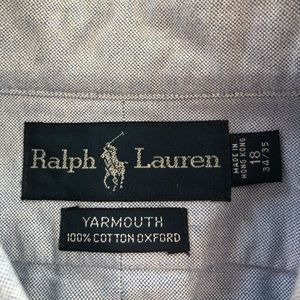 Ralph Lauren
MADE IN
HONG KONG
18
34/35
YARMOUTH
100% COTTON OXFORD